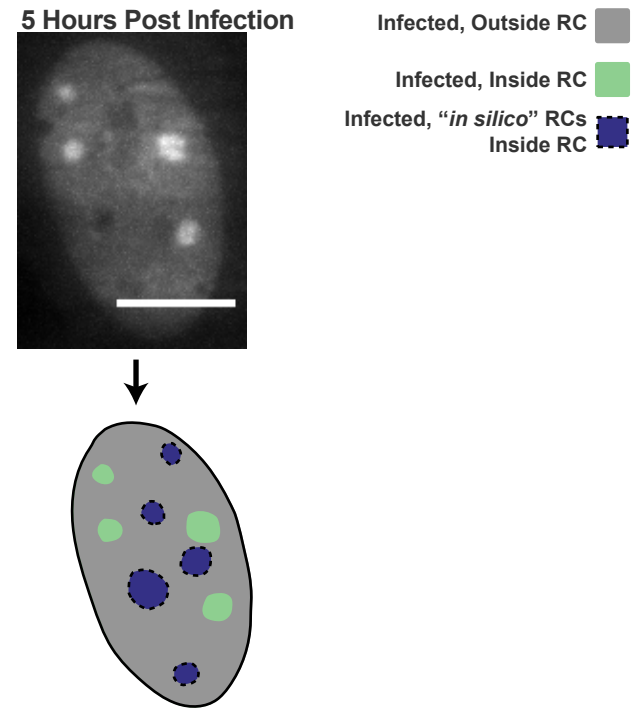 5 Hours Post Infection
Infected, Outside RC
Infected, Inside RC
Infected, “in silico” RCs
Inside RC